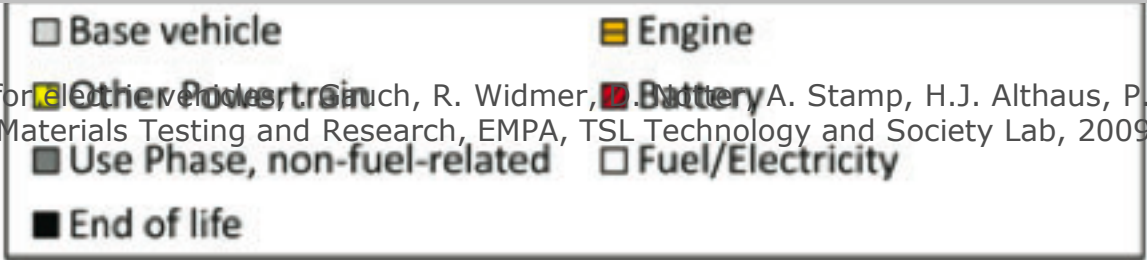 Base vehicle
Engine
Other Powertrain
Battery
for electric vehicles, . Gauch, R. Widmer, D. Notter, A. Stamp, H.J. Althaus, P.
Materials Testing and Research, EMPA, TSL Technology and Society Lab, 2009
Use Phase, non-fuel-related
Fuel/Electricity
End of life